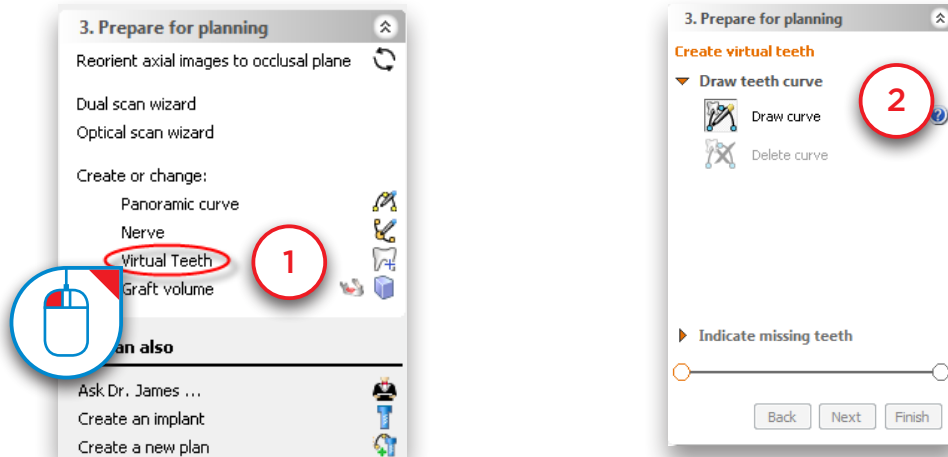 3. Prepare for planning
Reorient axial images to occlusal plane
Dual scan wizard
Optical scan wizard
Create or change:
Panoramic curve
Nerve
Virtual Teeth
1
Graft volume
an also
Ask Dr. James ...
Create an implant
Create a new plan
3. Prepare for planning
Create virtual teeth
Draw teeth curve
2
Draw curve
?
Delete curve
Indicate missing teeth
Back Next Finish